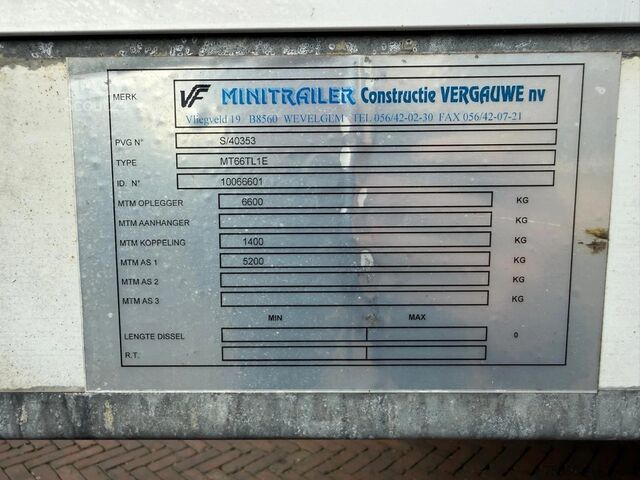 MERK VF MINITRAILER Constructie VERGAUWE nv
Vliegveld 19 B8560 WEVELGEM TEL 056/42-02-30 FAX 056/42-07-21
PVG N° S/40353
TYPE MT66TL1E
ID. N° 10066601
MTM OPLEGGER 6600 KG
MTM AANHANGER KG
MTM KOPPELING 1400 KG
MTM AS 1 5200 KG
MTM AS 2 KG
MTM AS 3 KG
MIN MAX
LENGTE DISSEL 0
R.T.